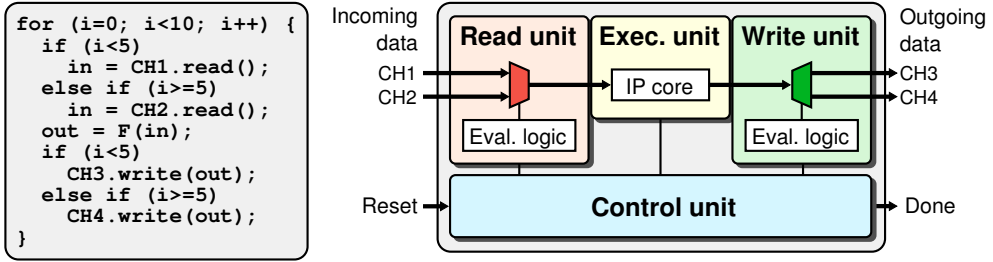 for (i=0; i<10; i++) {
  if (i<5)
    in = CH1.read();
  else if (i>=5)
    in = CH2.read();
  out = F(in);
  if (i<5)
    CH3.write(out);
  else if (i>=5)
    CH4.write(out);
}
Incoming
data
CH1
CH2
Reset
Read unit
Eval. logic
Exec. unit
IP core
Write unit
Eval. logic
Control unit
Outgoing
data
CH3
CH4
Done